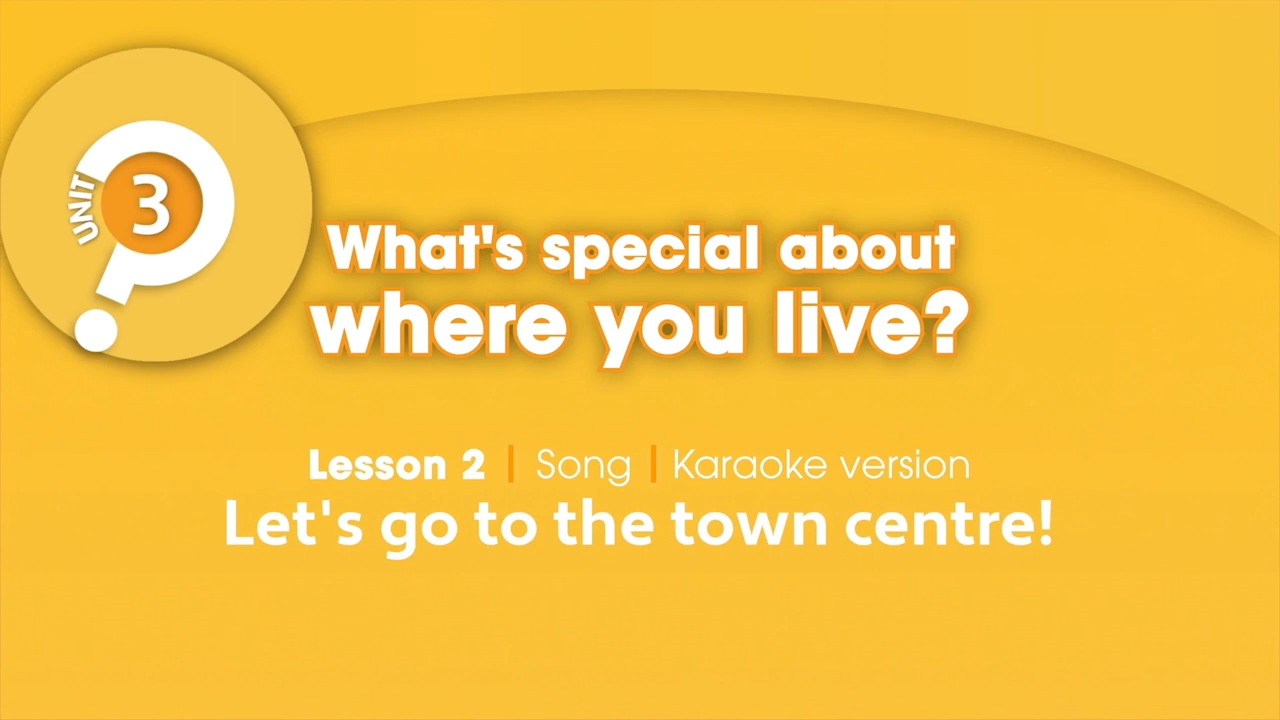 UNIT
3
What's special about
where you live?
Lesson 2 | Song | Karaoke version
Let's go to the town centre!